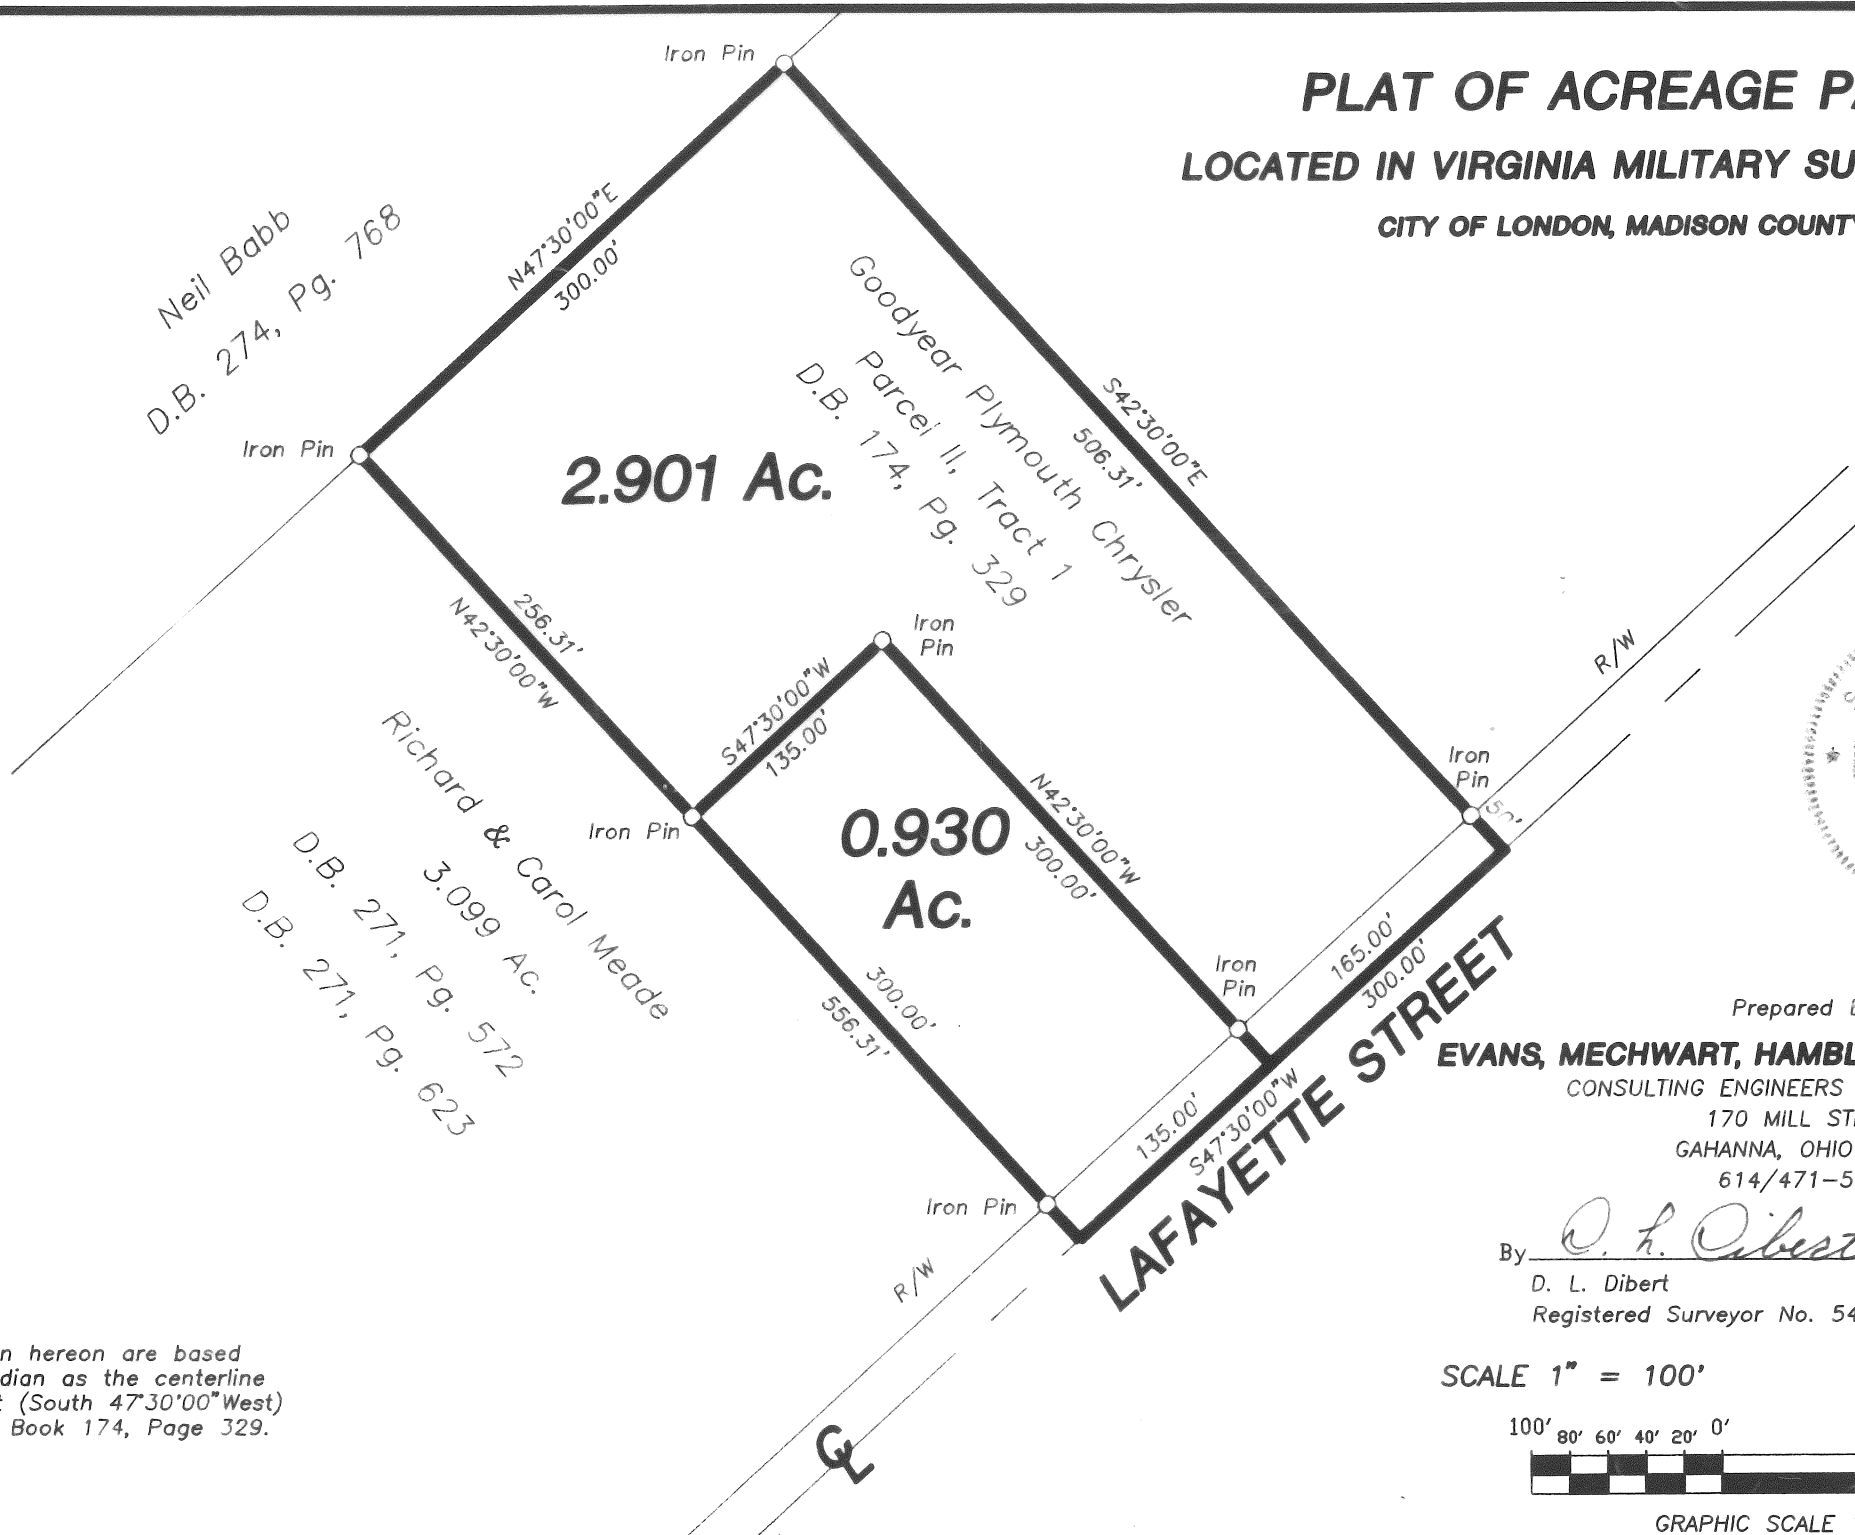 Iron Pin
PLAT OF ACREAGE
LOCATED IN VIRGINIA MILITARY
CITY OF LONDON, MADISON COUNTY
Neil Babb
D.B. 274, Pg. 768
N47°30'00"E
300.00'
Goodyear Plymouth Chrysler
Parcel II, Tract 1
D.B. 174, Pg. 329
S42°30'00"E
506.31'
Iron Pin
2.901 Ac.
256.31'
N42°30'00"W
Iron
Pin
S47°30'00"W
135.00'
R/W
Richard & Carol Meade
3.099 Ac.
D.B. 271, Pg. 572
D.B. 271, Pg. 623
Iron Pin
0.930
Ac.
N42°30'00"W
300.00'
Iron
Pin
50'
300.00'
556.31'
Iron
Pin
165.00'
300.00'
135.00'
S47°30'00"W
LAFAYETTE STREET
Iron Pin
R/W
CL
Prepared
EVANS, MECHWART,
CONSULTING ENGINEERS
170 MILL
GAHANNA, OHIO
614/471-5
By D. L. Dibert
D. L. Dibert
Registered Surveyor No. 54
SCALE 1" = 100'
100' 80' 60' 40' 20' 0'
GRAPHIC SCALE
n hereon are based
dian as the centerline
t (South 47°30'00"West)
Book 174, Page 329.